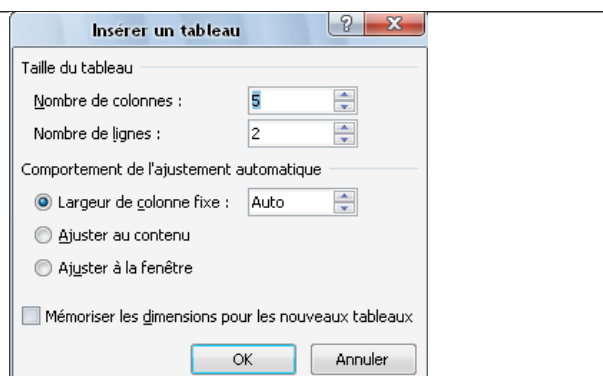 Insérer un tableau
Taille du tableau
Nombre de colonnes : 5
Nombre de lignes : 2
Comportement de l'ajustement automatique
Largeur de colonne fixe : Auto
Ajuster au contenu
Ajuster à la fenêtre
Mémoriser les dimensions pour les nouveaux tableaux
OK Annuler